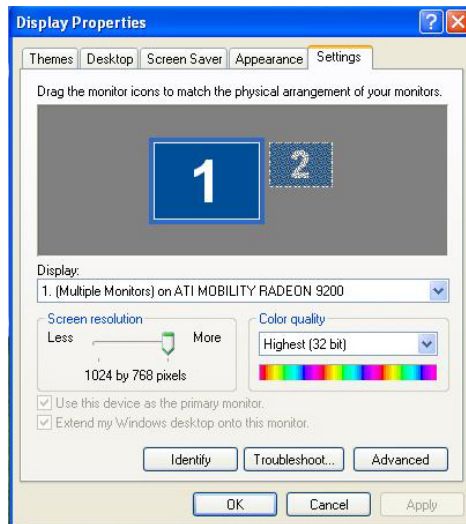 Display Properties
Themes Desktop Screen Saver Appearance Settings
Drag the monitor icons to match the physical arrangement of your monitors.
1 2
Display:
1. (Multiple Monitors) on ATI MOBILITY RADEON 9200
Screen resolution
Less More
1024 by 768 pixels
Color quality
Highest (32 bit)
Use this device as the primary monitor.
Extend my Windows desktop onto this monitor.
Identify Troubleshoot... Advanced
OK Cancel Apply